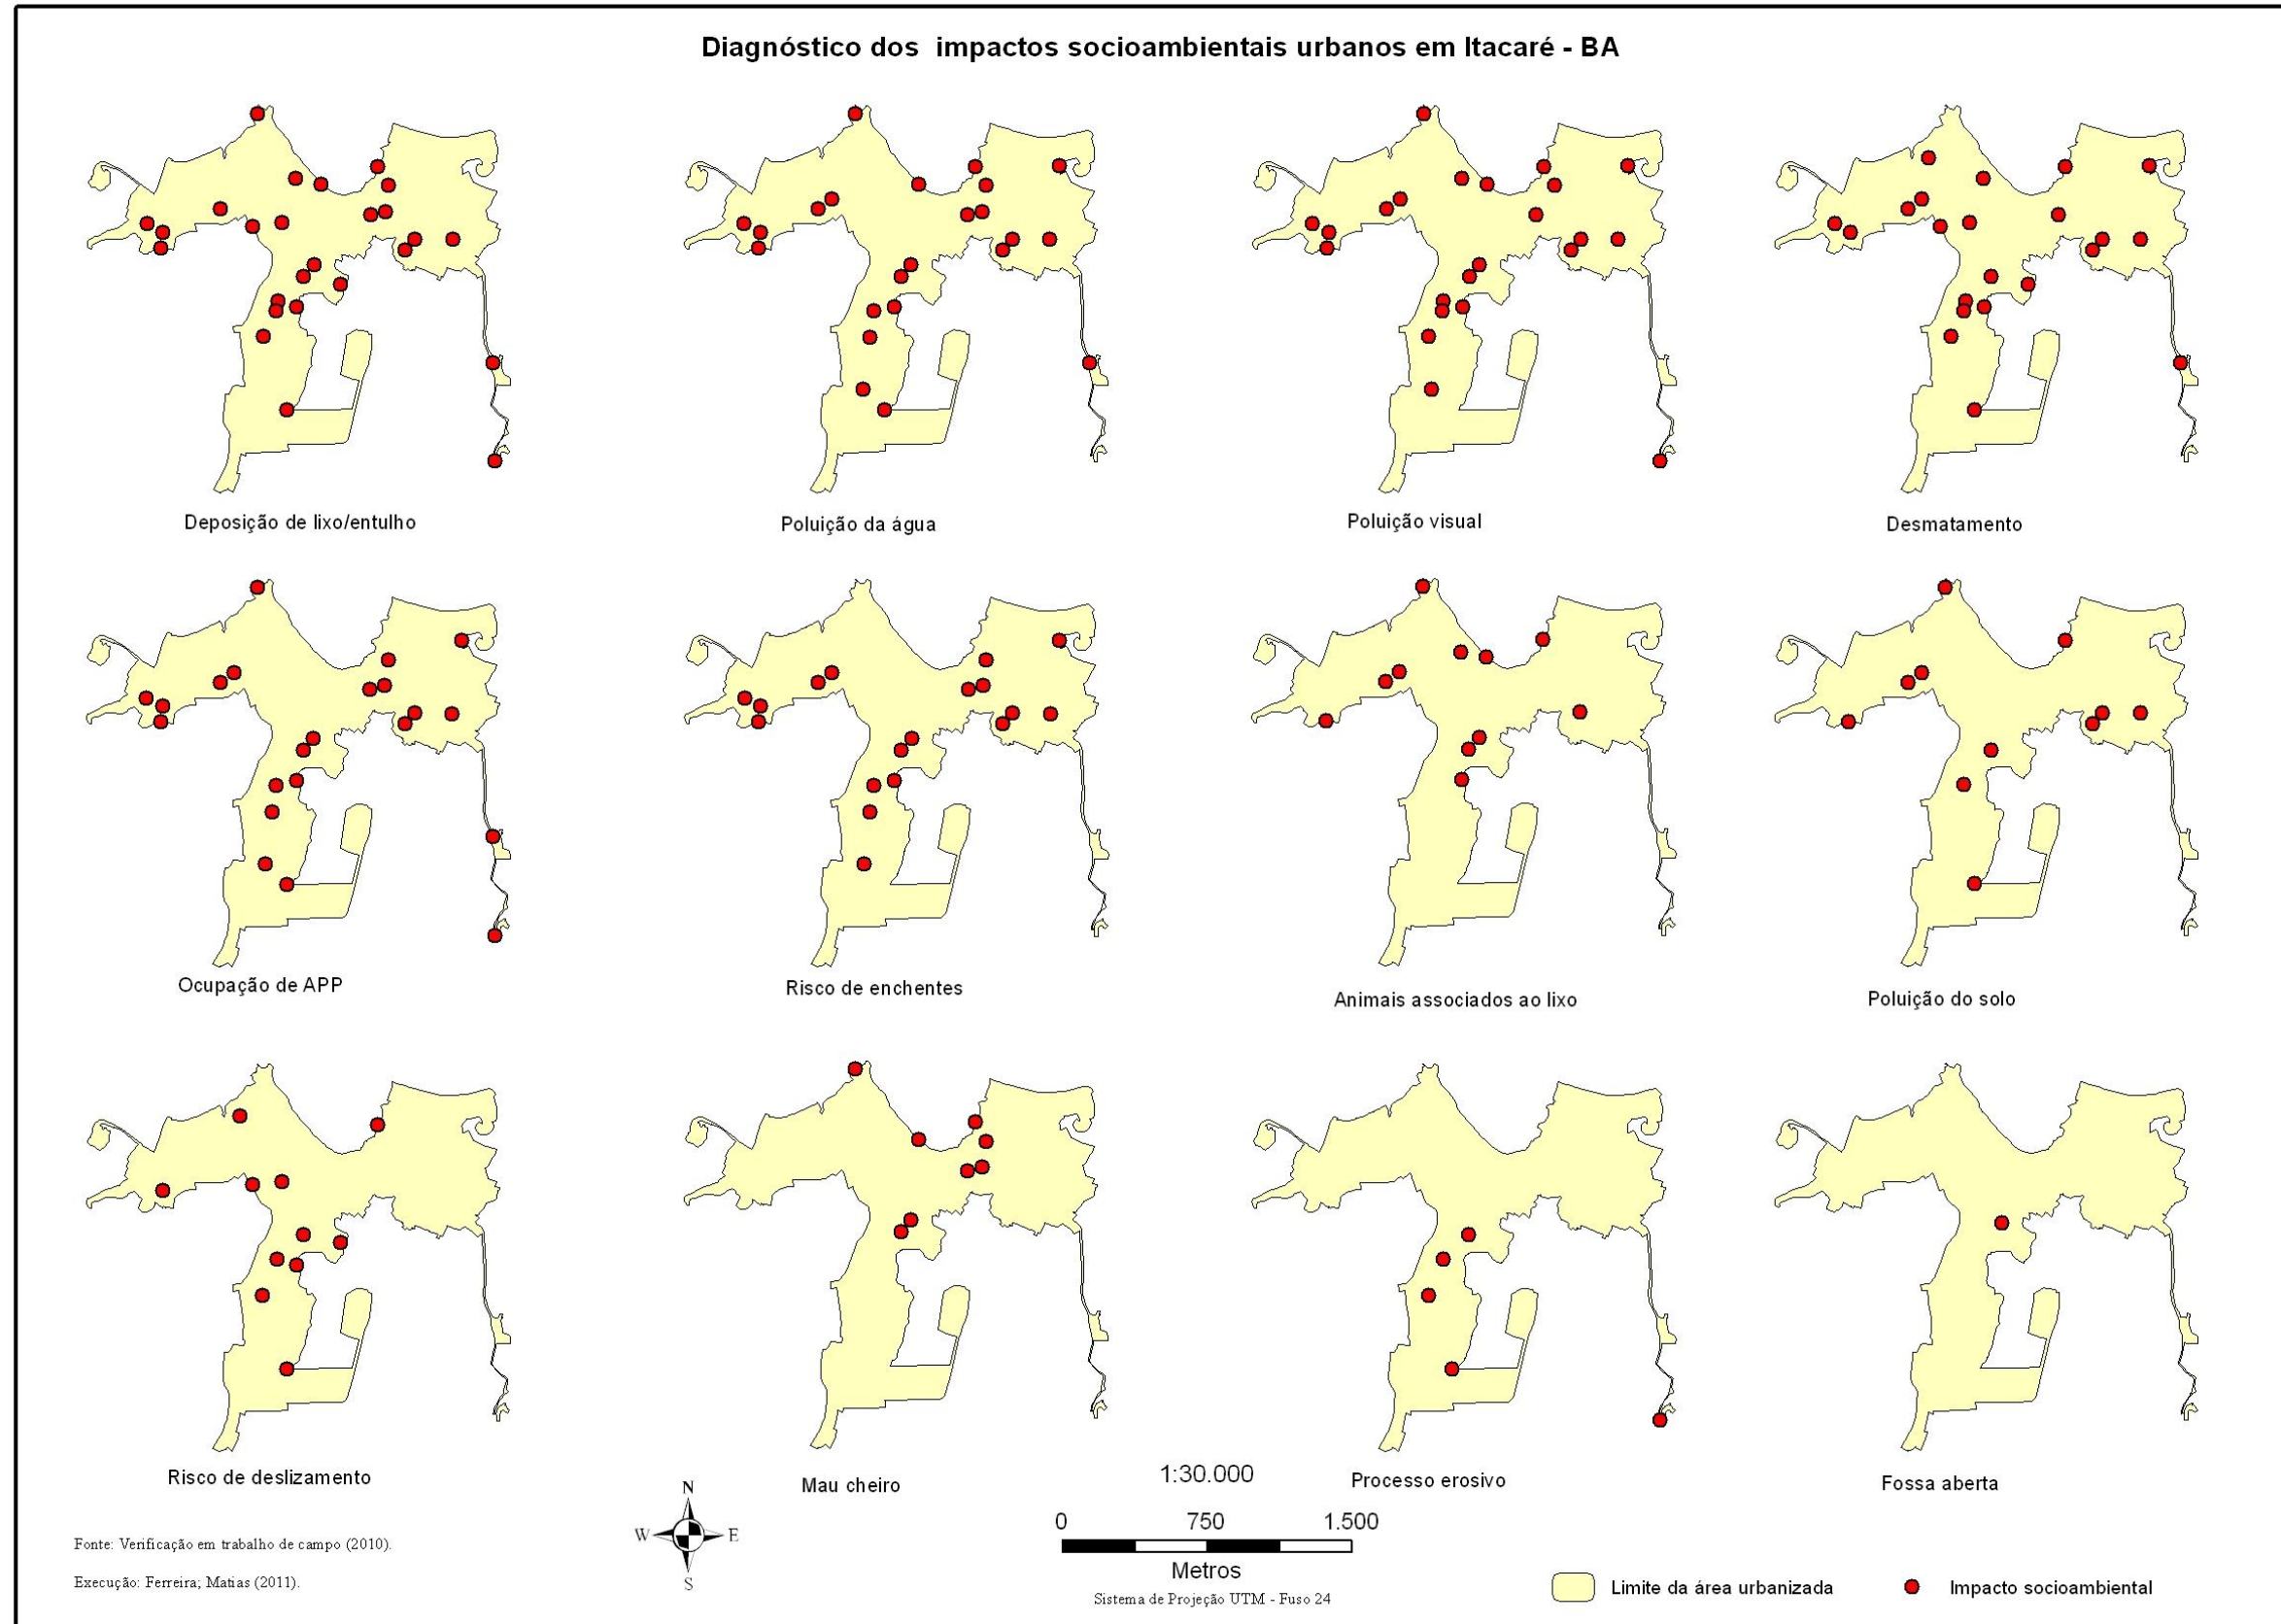 Diagnóstico dos impactos socioambientais urbanos em Itacaré - BA
Deposição de lixo/entulho
Poluição da água
Poluição visual
Desmatamento
Ocupação de APP
Risco de enchentes
Animais associados ao lixo
Poluição do solo
Risco de deslizamento
Mau cheiro
Processo erosivo
Fossa aberta
Fonte: Verificação em trabalho de campo (2010).
Execução: Ferreira; Matias (2011).
N
W E
S
1:30.000
0 750 1.500
Metros
Sistema de Projeção UTM - Fuso 24
Limite da área urbanizada
Impacto socioambiental